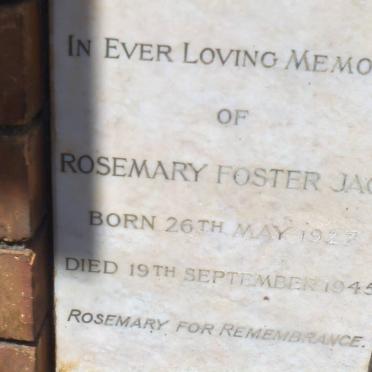 IN EVER LOVING MEMO
OF
ROSEMARY FOSTER JAC
BORN 26TH MAY 1927
DIED 19TH SEPTEMBER 1945
ROSEMARY FOR REMEMBRANCE.